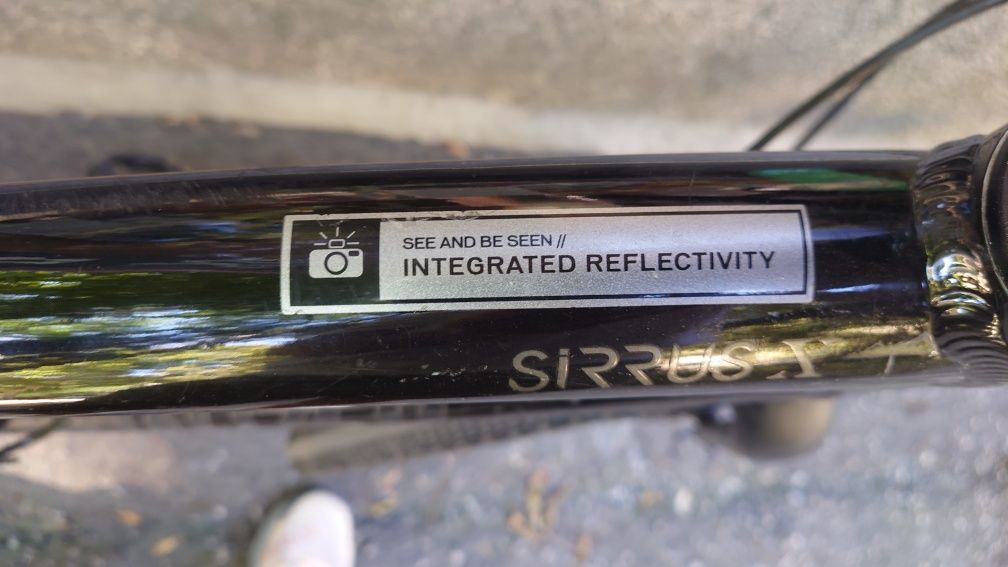 SEE AND BE SEEN //
INTEGRATED REFLECTIVITY
SIRRUS X